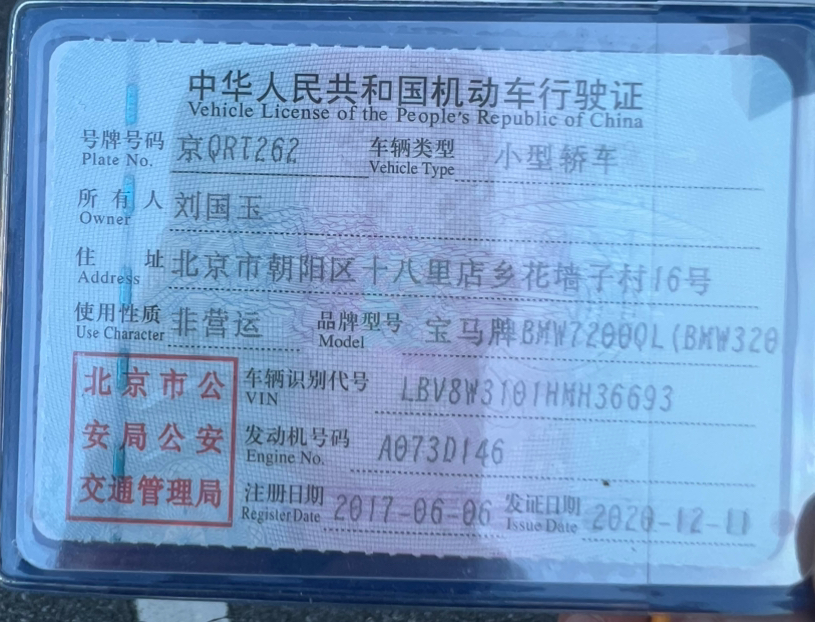 中华人民共和国机动车行驶证
Vehicle License of the People's Republic of China
号牌号码 京QRT262 车辆类型 小型轿车
Plate No. Vehicle Type
所有人 刘国玉
Owner
住址 北京市朝阳区十八里店乡花墙子村16号
Address
使用性质 非营运 品牌型号 宝马牌BMW7200QL(BMW320
Use Character Model
北京市公 车辆识别代号 LBV8W3101HMH36693
VIN
安局公安 发动机号码 A073D146
Engine No.
交通管理局 注册日期 2017-06-06 发证日期 2020-12-11
Register Date Issue Date